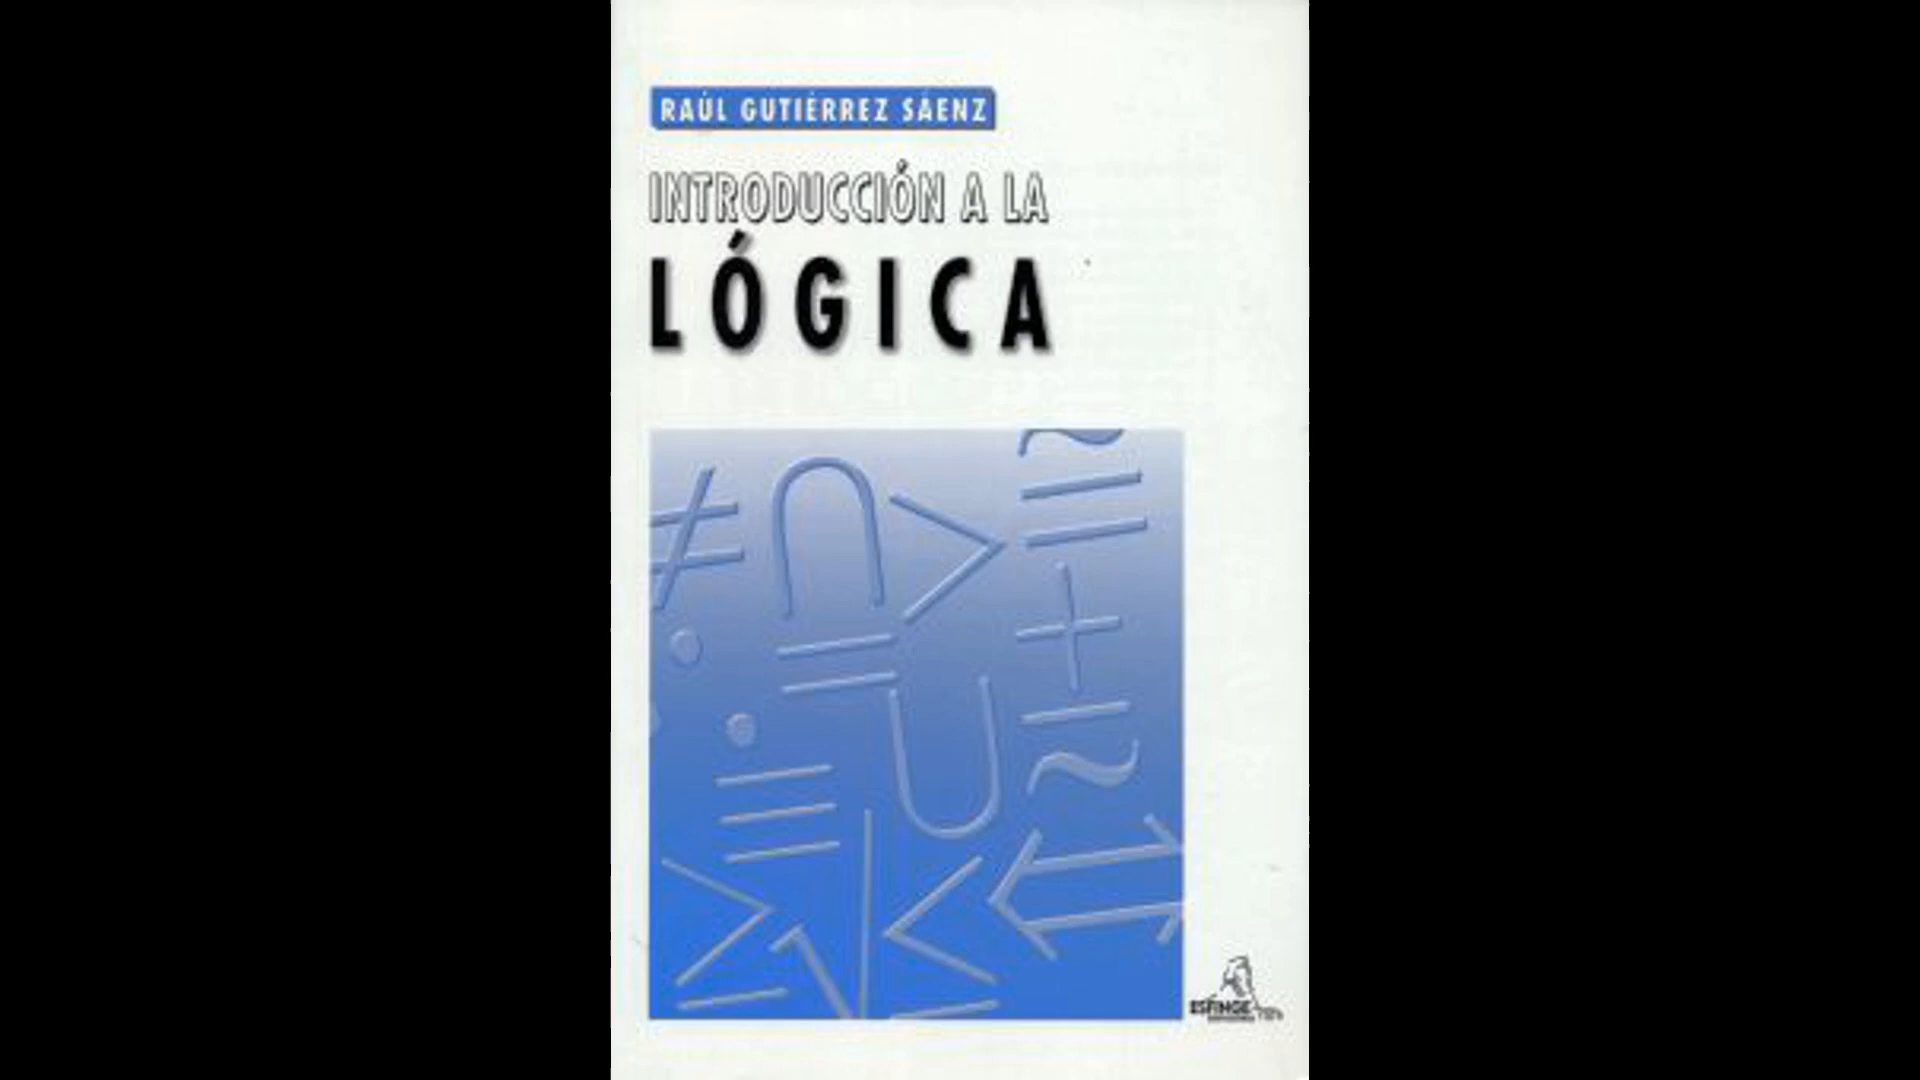 RAÚL GUTIÉRREZ SÁENZ
INTRODUCCIÓN A LA
LÓGICA
ESFINGE